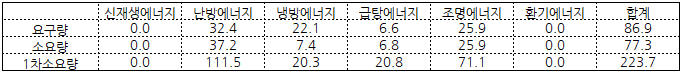 신재생에너지 난방에너지 냉방에너지 급탕에너지 조명에너지 환기에너지 합계
요구량 0.0 32.4 22.1 6.6 25.9 0.0 86.9
소요량 0.0 37.2 7.4 6.8 25.9 0.0 77.3
1차소요량 0.0 111.5 20.3 20.8 71.1 0.0 223.7